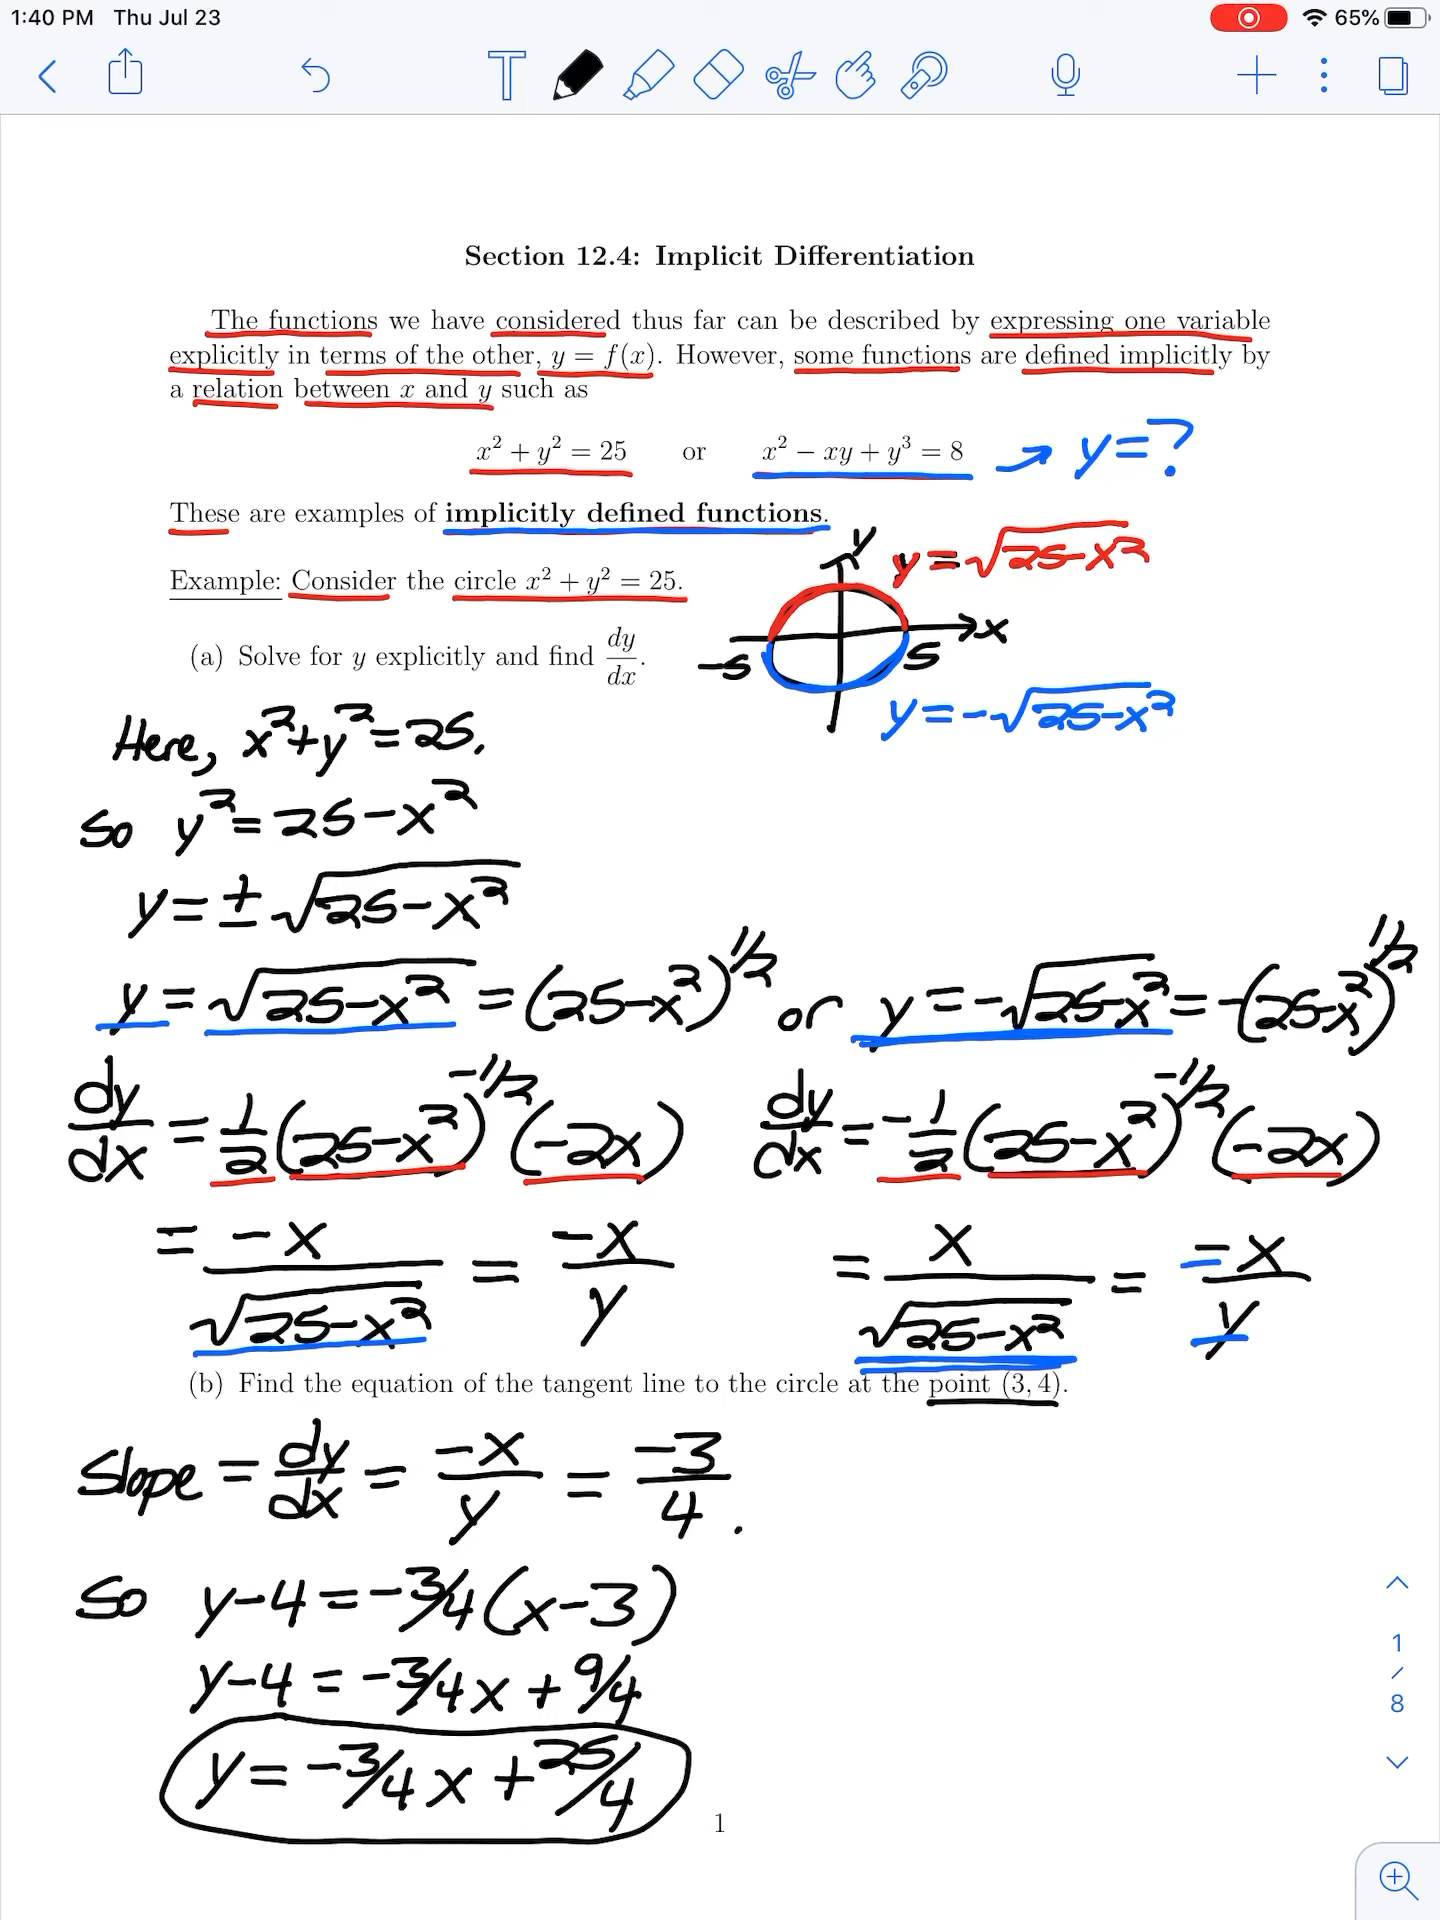 1:40 PM Thu Jul 23 65%
Section 12.4: Implicit Differentiation
The functions we have considered thus far can be described by expressing one variable
explicitly in terms of the other, y = f(x). However, some functions are defined implicitly by
a relation between x and y such as
x² + y² = 25 or x² − xy + y³ = 8 → y=?
These are examples of implicitly defined functions.
y y=√(25-x²)
Example: Consider the circle x² + y² = 25.
x
-5 5
(a) Solve for y explicitly and find dy/dx.
y=-√(25-x²)
Here, x²+y²=25.
So y²=25-x²
y=±√(25-x²)
y=√(25-x²)=(25-x²)^1/2 or y=-√(25-x²)=-(25-x²)^1/2
dy/dx=1/2(25-x²)^-1/2(-2x) dy/dx=-1/2(25-x²)^-1/2(-2x)
= -x/√(25-x²) = -x/y = x/√(25-x²) = -x/y
(b) Find the equation of the tangent line to the circle at the point (3, 4).
Slope = dy/dx = -x/y = -3/4.
So y-4=-3/4(x-3)
y-4=-3/4x+9/4
y=-3/4x+25/4
1
1
/
8